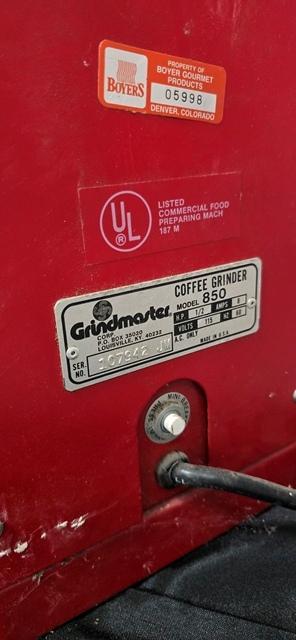 PROPERTY OF
BOYER GOURMET
PRODUCTS
BOYERS
05998
DENVER, COLORADO
UL
®
LISTED
COMMERCIAL FOOD
PREPARING MACH
187 M
Grindmaster
CORP.
P.O. BOX 35020
LOUISVILLE, KY. 40232
COFFEE GRINDER
MODEL 850
H.P. 1/2 AMPS 8
VOLTS 115 HZ 60
A.C. ONLY MADE IN U.S.A.
SER. NO.
MINI